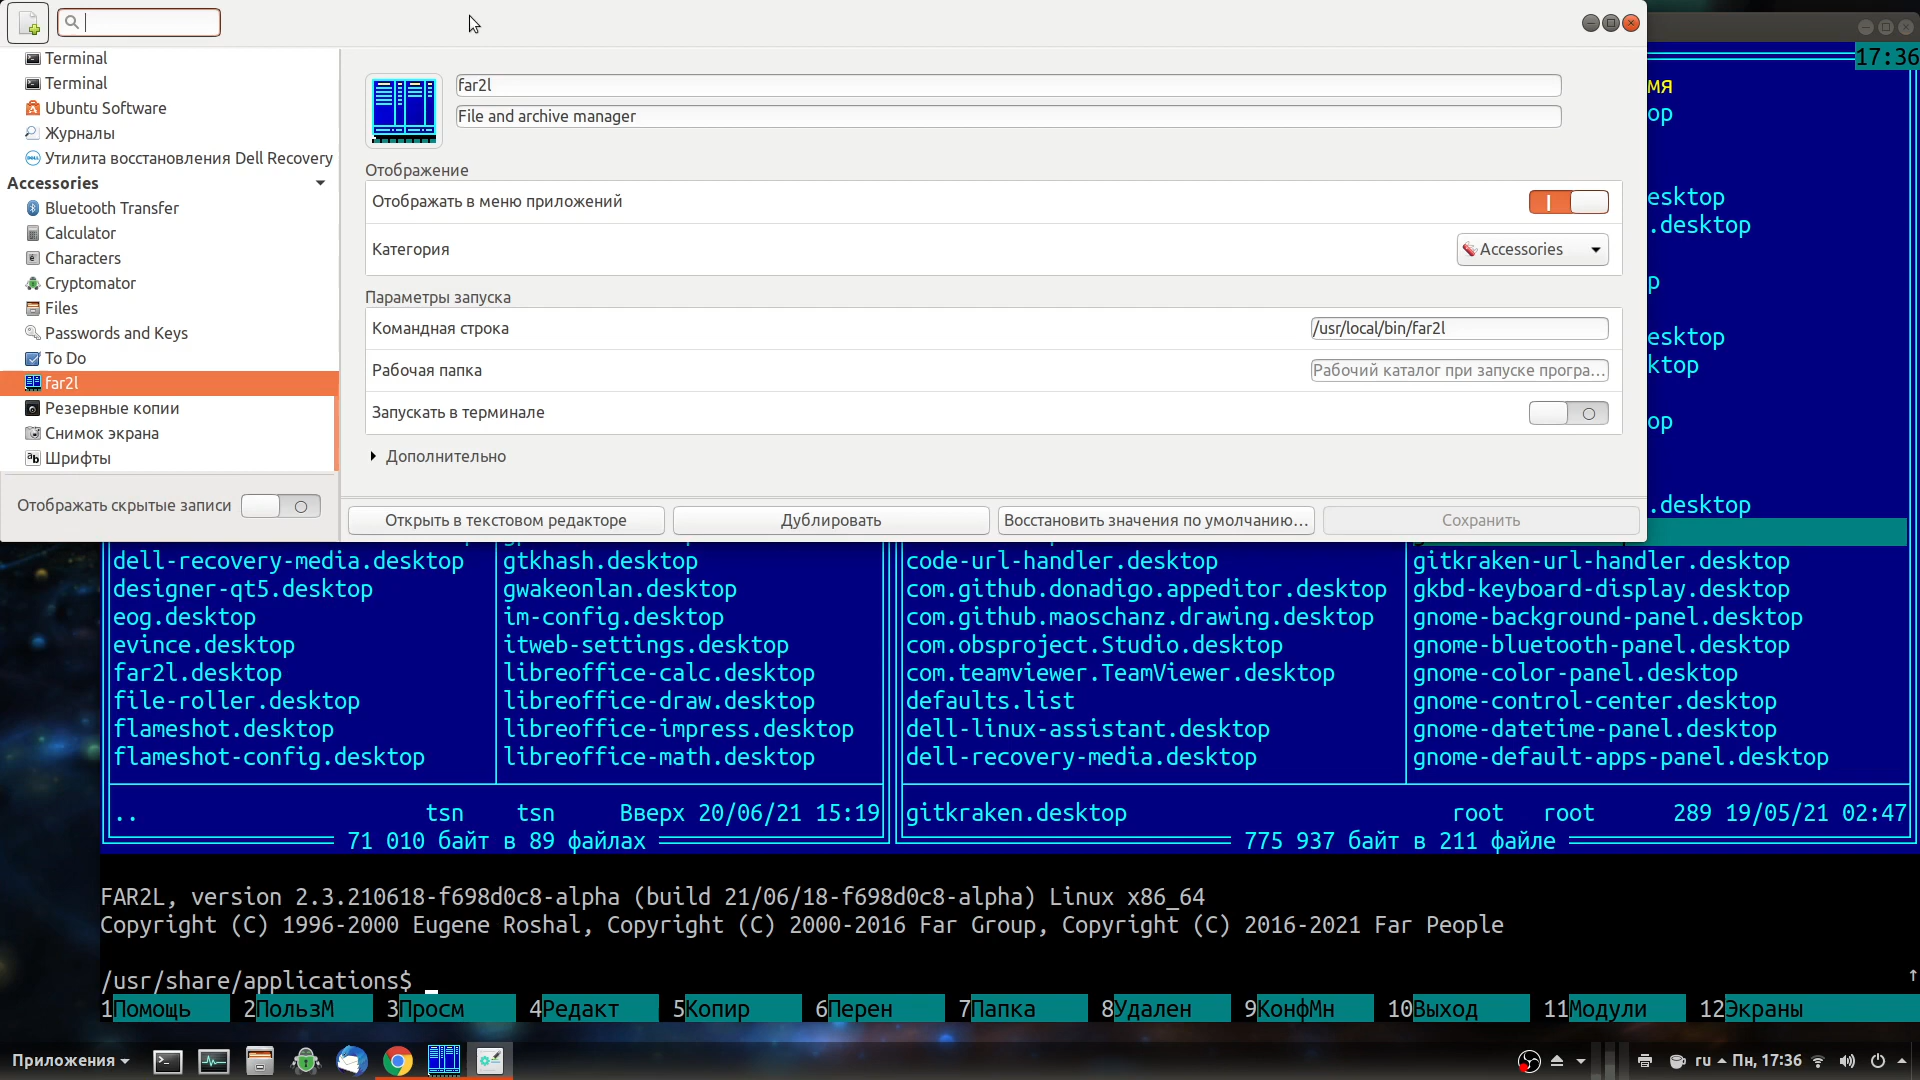 Terminal
Terminal
Ubuntu Software
Журналы
Утилита восстановления Dell Recovery
Accessories
Bluetooth Transfer
Calculator
Characters
Cryptomator
Files
Passwords and Keys
To Do
far2l
Резервные копии
Снимок экрана
Шрифты
Отображать скрытые записи
far2l
File and archive manager
Отображение
Отображать в меню приложений
Категория
Accessories
Параметры запуска
Командная строка
/usr/local/bin/far2l
Рабочая папка
Рабочий каталог при запуске програ...
Запускать в терминале
Дополнительно
Открыть в текстовом редакторе
Дублировать
Восстановить значения по умолчанию...
Сохранить
17:36
мя
op
esktop
.desktop
p
esktop
ktop
op
.desktop
dell-recovery-media.desktop
designer-qt5.desktop
eog.desktop
evince.desktop
far2l.desktop
file-roller.desktop
flameshot.desktop
flameshot-config.desktop
gtkhash.desktop
gwakeonlan.desktop
im-config.desktop
itweb-settings.desktop
libreoffice-calc.desktop
libreoffice-draw.desktop
libreoffice-impress.desktop
libreoffice-math.desktop
.. tsn tsn Вверх 20/06/21 15:19
71 010 байт в 89 файлах
code-url-handler.desktop
com.github.donadigo.appeditor.desktop
com.github.maoschanz.drawing.desktop
com.obsproject.Studio.desktop
com.teamviewer.TeamViewer.desktop
defaults.list
dell-linux-assistant.desktop
dell-recovery-media.desktop
gitkraken-url-handler.desktop
gkbd-keyboard-display.desktop
gnome-background-panel.desktop
gnome-bluetooth-panel.desktop
gnome-color-panel.desktop
gnome-control-center.desktop
gnome-datetime-panel.desktop
gnome-default-apps-panel.desktop
gitkraken.desktop root root 289 19/05/21 02:47
775 937 байт в 211 файле
FAR2L, version 2.3.210618-f698d0c8-alpha (build 21/06/18-f698d0c8-alpha) Linux x86_64
Copyright (C) 1996-2000 Eugene Roshal, Copyright (C) 2000-2016 Far Group, Copyright (C) 2016-2021 Far People
/usr/share/applications$
1Помощь 2ПользМ 3Просм 4Редакт 5Копир 6Перен 7Папка 8Удален 9КонфМн 10Выход 11Модули 12Экраны
Приложения
ru
Пн, 17:36